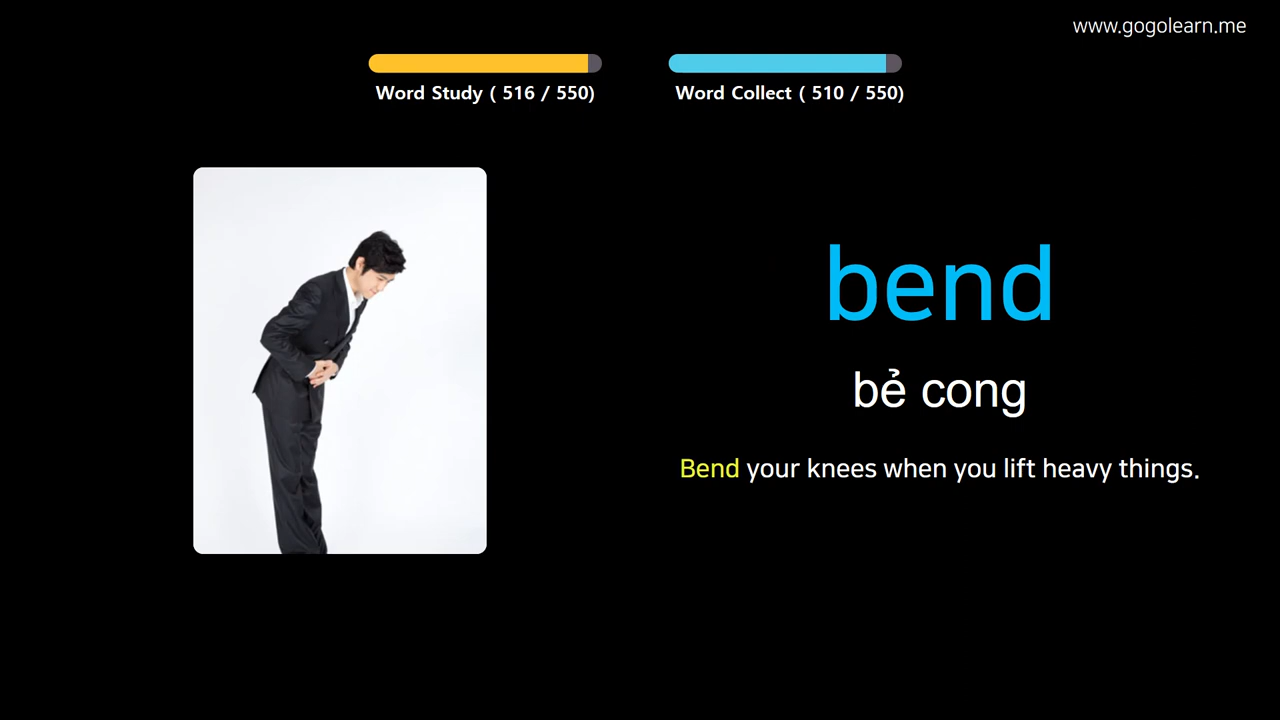 www.gogolearn.me
Word Study ( 516 / 550)
Word Collect ( 510 / 550)
bend
bẻ cong
Bend your knees when you lift heavy things.